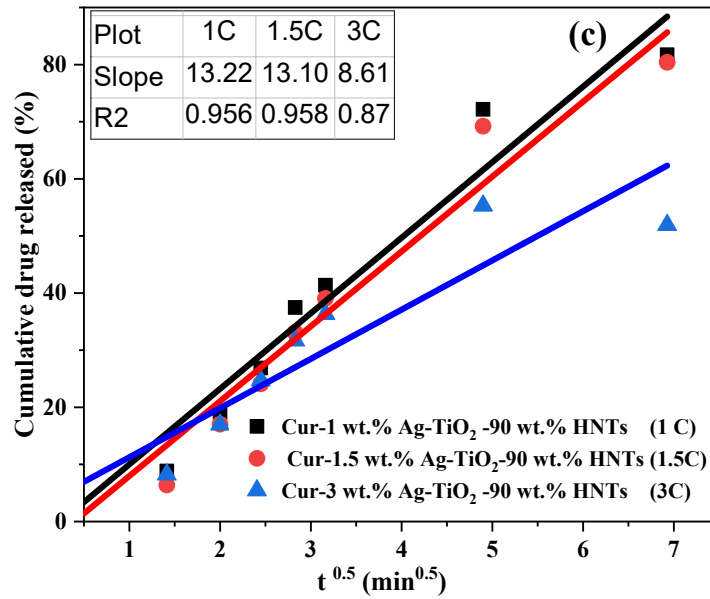 (c)
Plot 1C 1.5C 3C
Slope 13.22 13.10 8.61
R2 0.956 0.958 0.87
80
60
40
20
0
Cumulative drug released (%)
Cur-1 wt.% Ag-TiO₂ -90 wt.% HNTs (1 C)
Cur-1.5 wt.% Ag-TiO₂-90 wt.% HNTs (1.5C)
Cur-3 wt.% Ag-TiO₂ -90 wt.% HNTs (3C)
1 2 3 4 5 6 7
t ⁰·⁵ (min⁰·⁵)